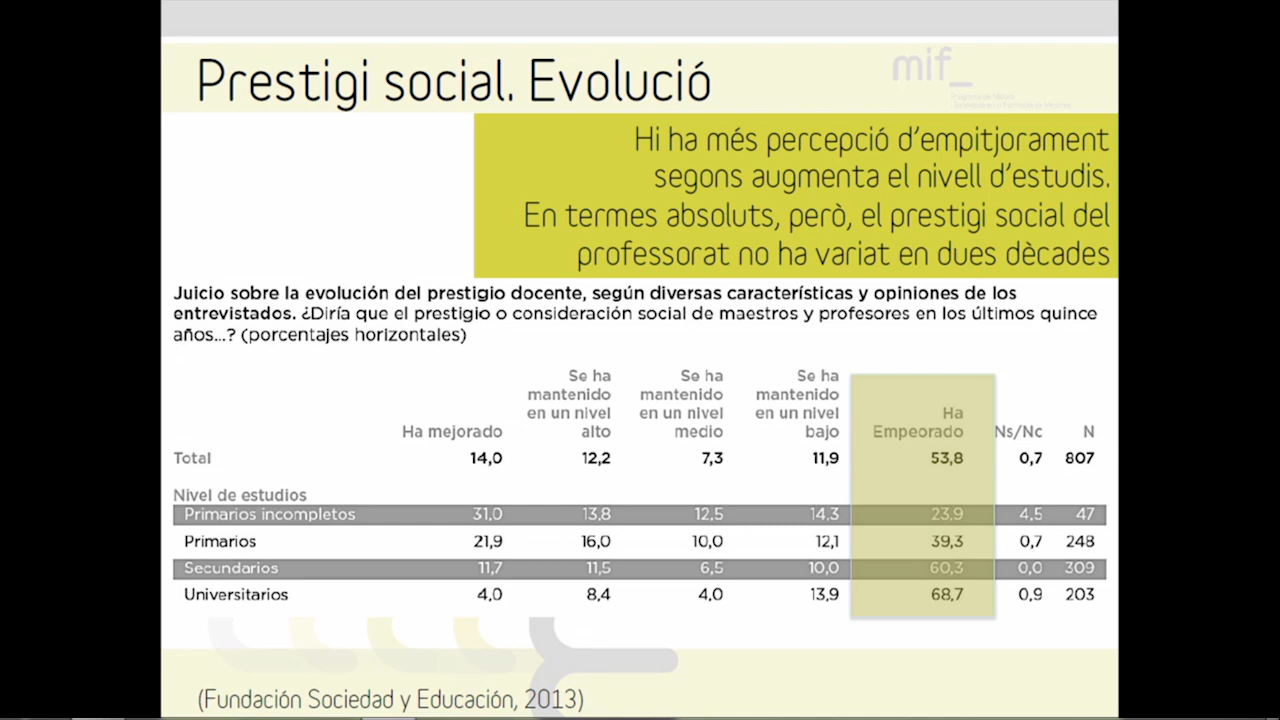 Prestigi social. Evolució
mif_
Hi ha més percepció d'empitjorament
segons augmenta el nivell d'estudis.
En termes absoluts, però, el prestigi social del
professorat no ha variat en dues dècades
Juicio sobre la evolución del prestigio docente, según diversas características y opiniones de los
entrevistados. ¿Diría que el prestigio o consideración social de maestros y profesores en los últimos quince
años...? (porcentajes horizontales)
Se ha Se ha Se ha
mantenido mantenido mantenido
en un nivel en un nivel en un nivel Ha
Ha mejorado alto medio bajo Empeorado Ns/Nc N
Total 14,0 12,2 7,3 11,9 53,8 0,7 807
Nivel de estudios
Primarios incompletos 31,0 13,8 12,5 14,3 23,9 4,5 47
Primarios 21,9 16,0 10,0 12,1 39,3 0,7 248
Secundarios 11,7 11,5 6,5 10,0 60,3 0,0 309
Universitarios 4,0 8,4 4,0 13,9 68,7 0,9 203
(Fundación Sociedad y Educación, 2013)